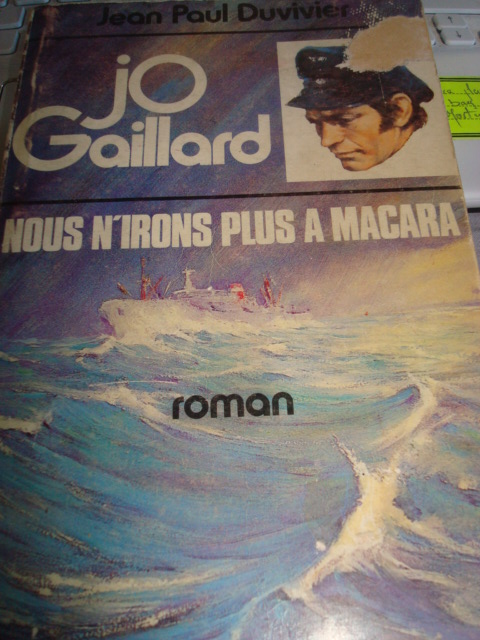 Jean Paul Duvivier
jO
Gaillard
NOUS N'IRONS PLUS A MACARA
roman